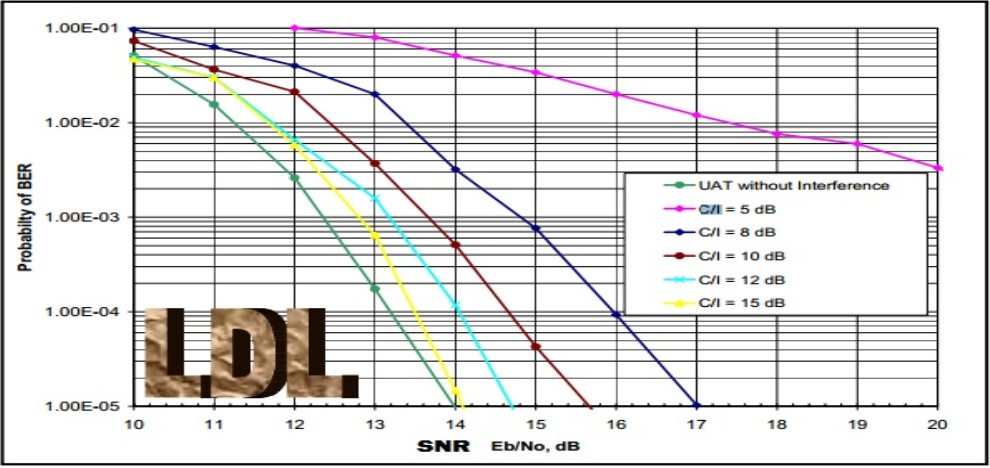 1.00E-01
1.00E-02
1.00E-03
1.00E-04
1.00E-05
Probablity of BER
UAT without Interference
C/I = 5 dB
C/I = 8 dB
C/I = 10 dB
C/I = 12 dB
C/I = 15 dB
LDL
10 11 12 13 14 15 16 17 18 19 20
SNR Eb/No, dB